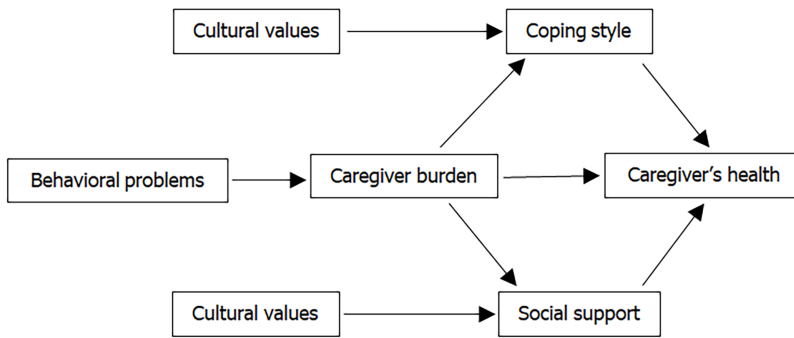 Cultural values
Coping style
Behavioral problems
Caregiver burden
Caregiver’s health
Cultural values
Social support